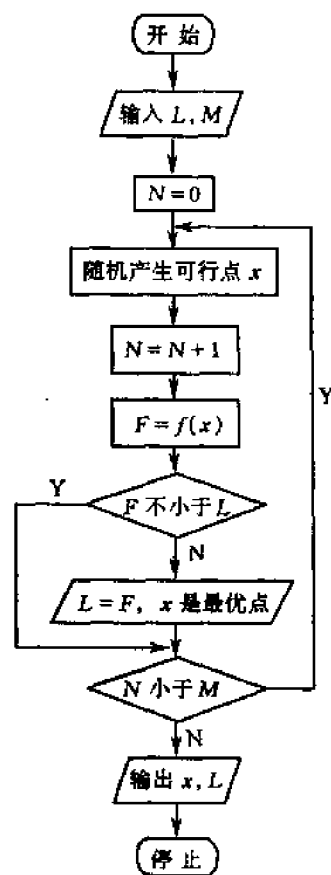 开始
输入 L, M
N=0
随机产生可行点 x
N=N+1
Y
F=f(x)
Y
F 不小于 L
N
L=F, x 是最优点
N 小于 M
N
输出 x, L
停止